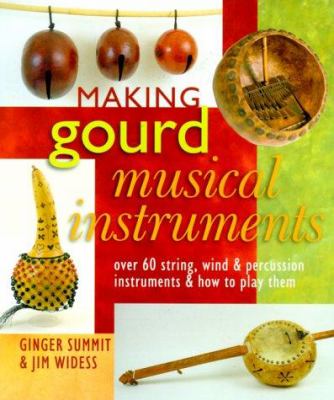 MAKING
gourd
musical
instruments
over 60 string, wind & percussion
instruments & how to play them
GINGER SUMMIT
& JIM WIDESS